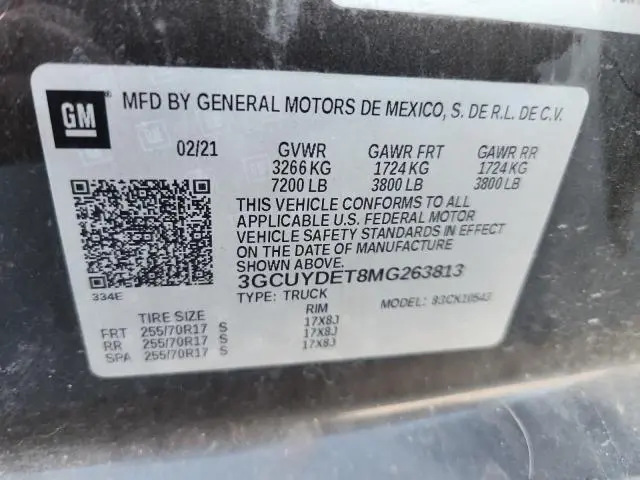 GM
MFD BY GENERAL MOTORS DE MEXICO, S. DE R.L. DE C.V.
02/21 GVWR GAWR FRT GAWR RR
3266 KG 1724 KG 1724 KG
7200 LB 3800 LB 3800 LB
THIS VEHICLE CONFORMS TO ALL
APPLICABLE U.S. FEDERAL MOTOR
VEHICLE SAFETY STANDARDS IN EFFECT
ON THE DATE OF MANUFACTURE
SHOWN ABOVE.
3GCUYDET8MG263813
334E TYPE: TRUCK MODEL: 83CK10543
TIRE SIZE RIM
FRT 255/70R17 S 17X8J
RR 255/70R17 S 17X8J
SPA 255/70R17 S 17X8J